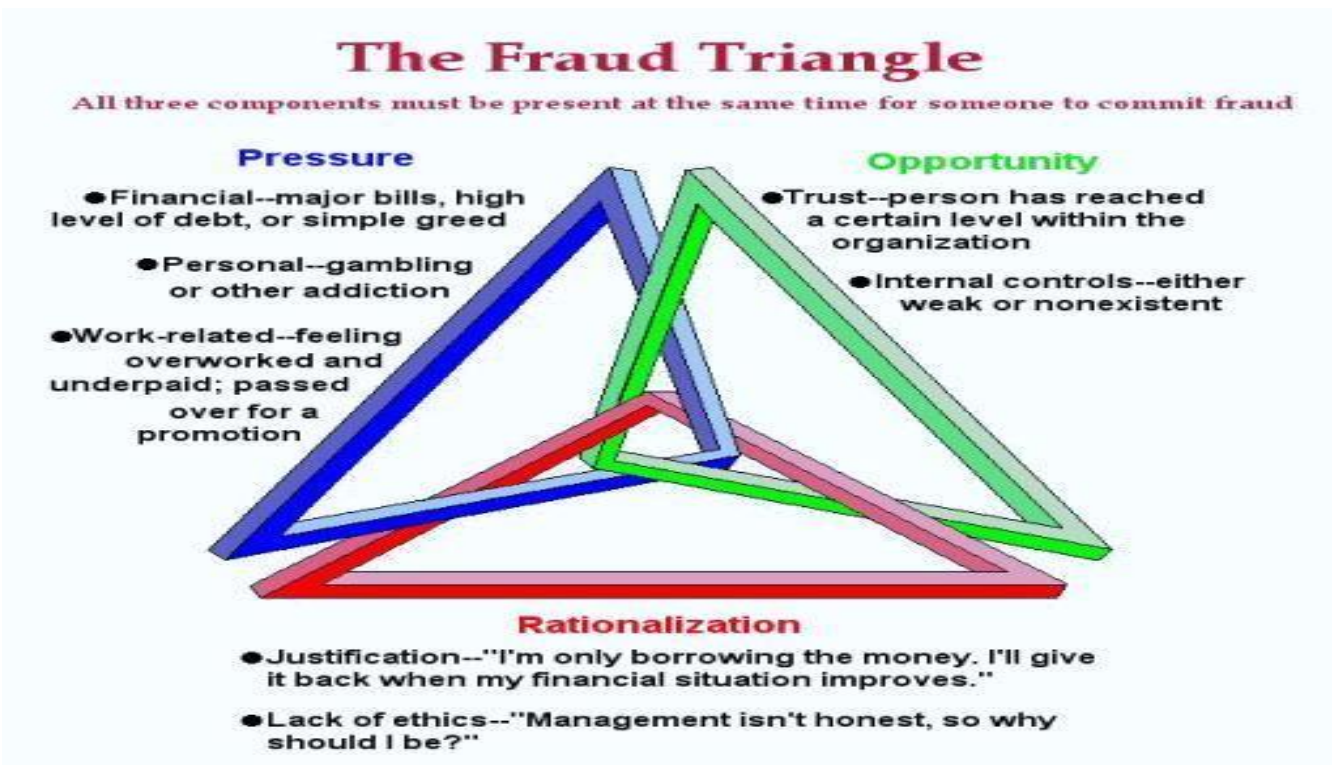 The Fraud Triangle
All three components must be present at the same time for someone to commit fraud
Pressure
●Financial--major bills, high
level of debt, or simple greed
●Personal--gambling
or other addiction
●Work-related--feeling
overworked and
underpaid; passed
over for a
promotion
Opportunity
●Trust--person has reached
a certain level within the
organization
●Internal controls--either
weak or nonexistent
Rationalization
●Justification--"I'm only borrowing the money. I'll give
it back when my financial situation improves."
●Lack of ethics--"Management isn't honest, so why
should I be?"